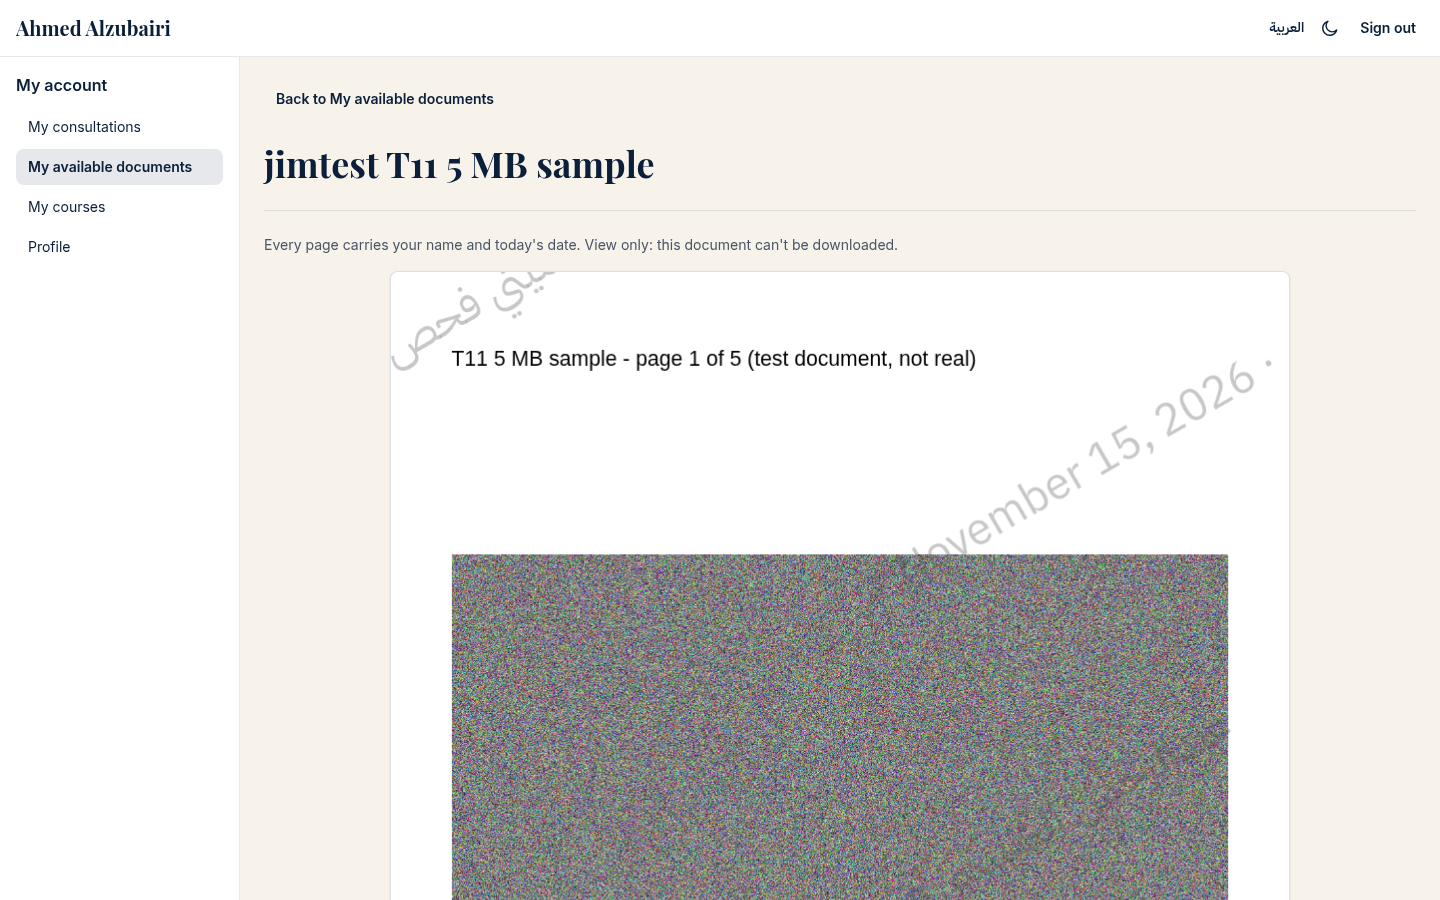 Ahmed Alzubairi
العربية
Sign out
My account
My consultations
My available documents
My courses
Profile
Back to My available documents
jimtest T11 5 MB sample
Every page carries your name and today's date. View only: this document can't be downloaded.
فحص
T11 5 MB sample - page 1 of 5 (test document, not real)
15, 2026 ·